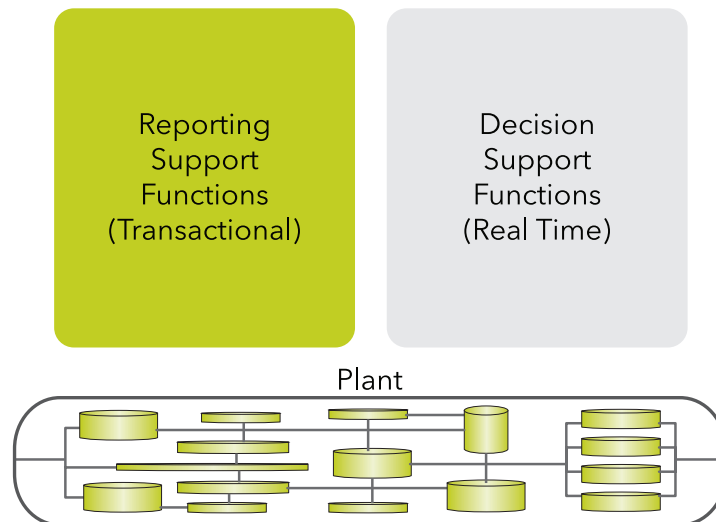 Reporting
Support
Functions
(Transactional)
Decision
Support
Functions
(Real Time)
Plant